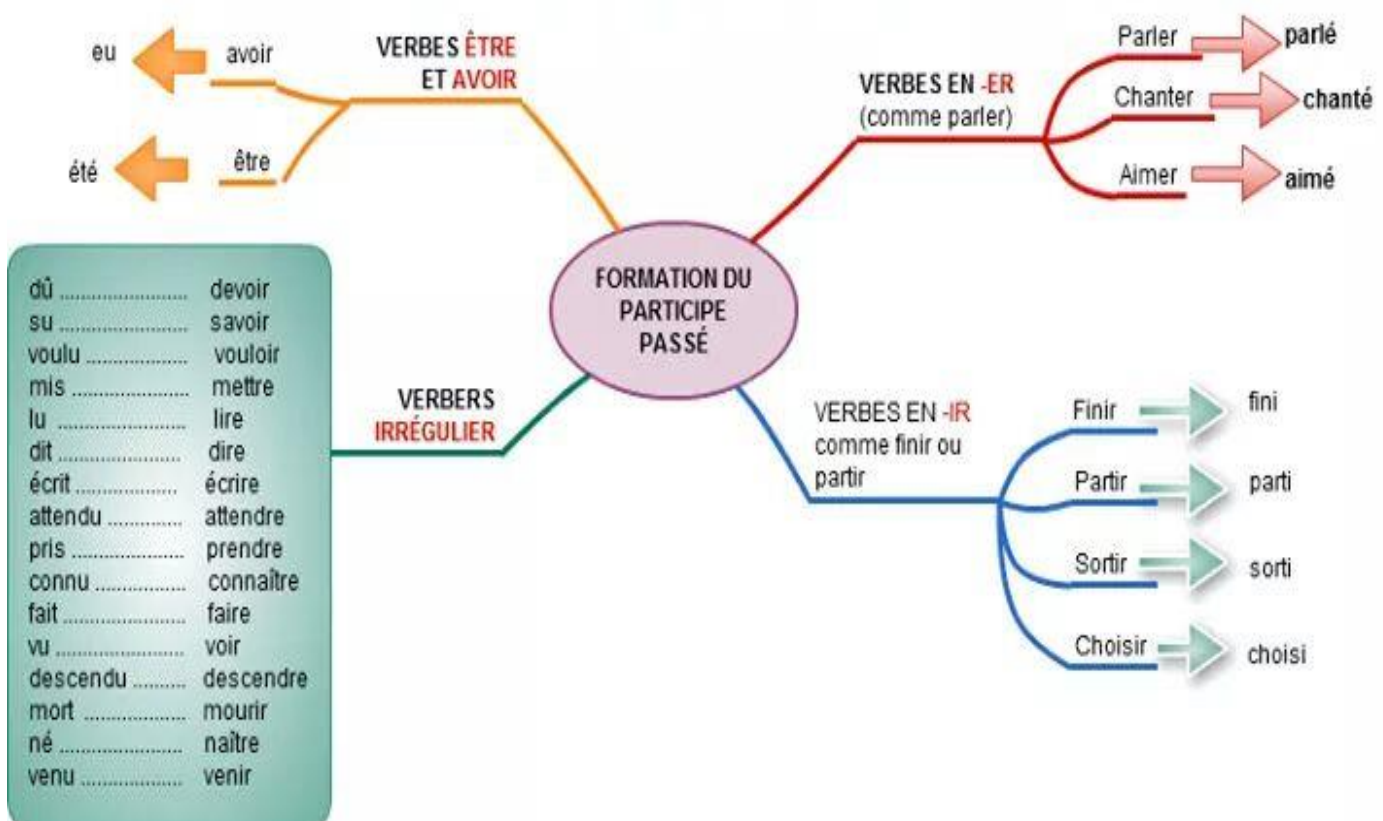 FORMATION DU
PARTICIPE
PASSÉ
VERBES ÊTRE
ET AVOIR
avoir
eu
être
été
VERBES EN -ER
(comme parler)
Parler
parlé
Chanter
chanté
Aimer
aimé
VERBERS
IRRÉGULIER
dû ...................... devoir
su ....................... savoir
voulu .................. vouloir
mis ..................... mettre
lu ....................... lire
dit ...................... dire
écrit .................. écrire
attendu ............. attendre
pris .................... prendre
connu ................ connaître
fait ...................... faire
vu ....................... voir
descendu .......... descendre
mort .................. mourir
né ...................... naître
venu .................. venir
VERBES EN -IR
comme finir ou
partir
Finir
fini
Partir
parti
Sortir
sorti
Choisir
choisi